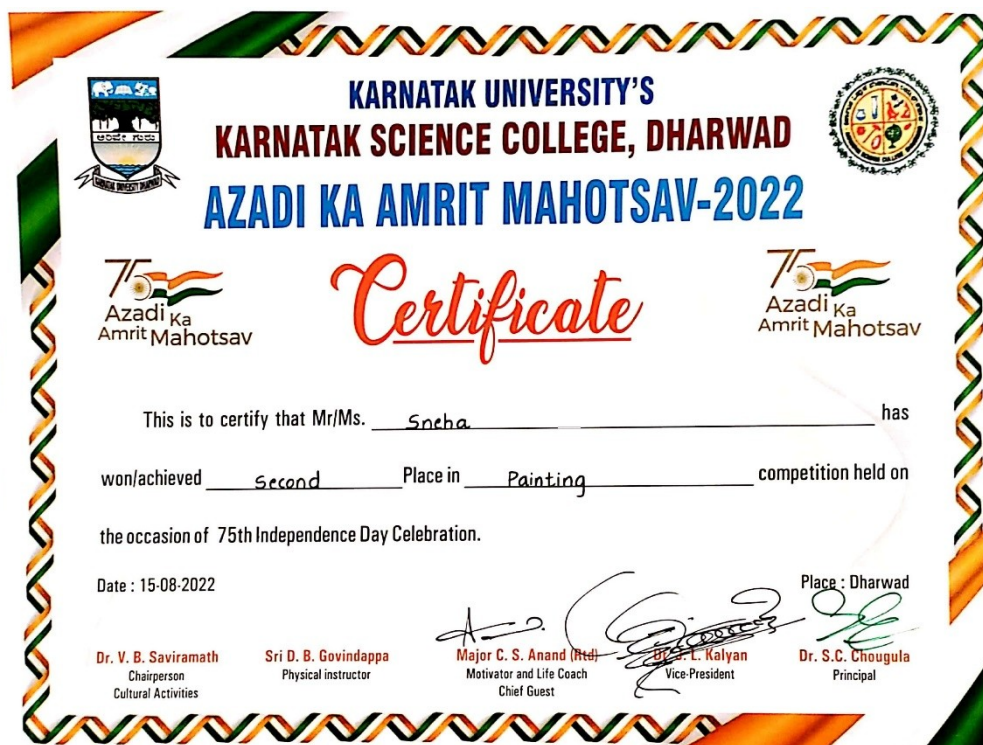 KARNATAK UNIVERSITY'S
KARNATAK SCIENCE COLLEGE, DHARWAD
AZADI KA AMRIT MAHOTSAV-2022
ಅರಿವೇ ಗುರು
KARNATAK UNIVERSITY DHARWAD
75
Azadi Ka
Amrit Mahotsav
Certificate
75
Azadi Ka
Amrit Mahotsav
This is to certify that Mr/Ms. Sneha has
won/achieved Second Place in Painting competition held on
the occasion of 75th Independence Day Celebration.
Date : 15-08-2022 Place : Dharwad
Dr. V. B. Saviramath
Chairperson
Cultural Activities
Sri D. B. Govindappa
Physical instructor
Major C. S. Anand (Rtd)
Motivator and Life Coach
Chief Guest
L. Kalyan
Vice-President
Dr. S.C. Chougula
Principal